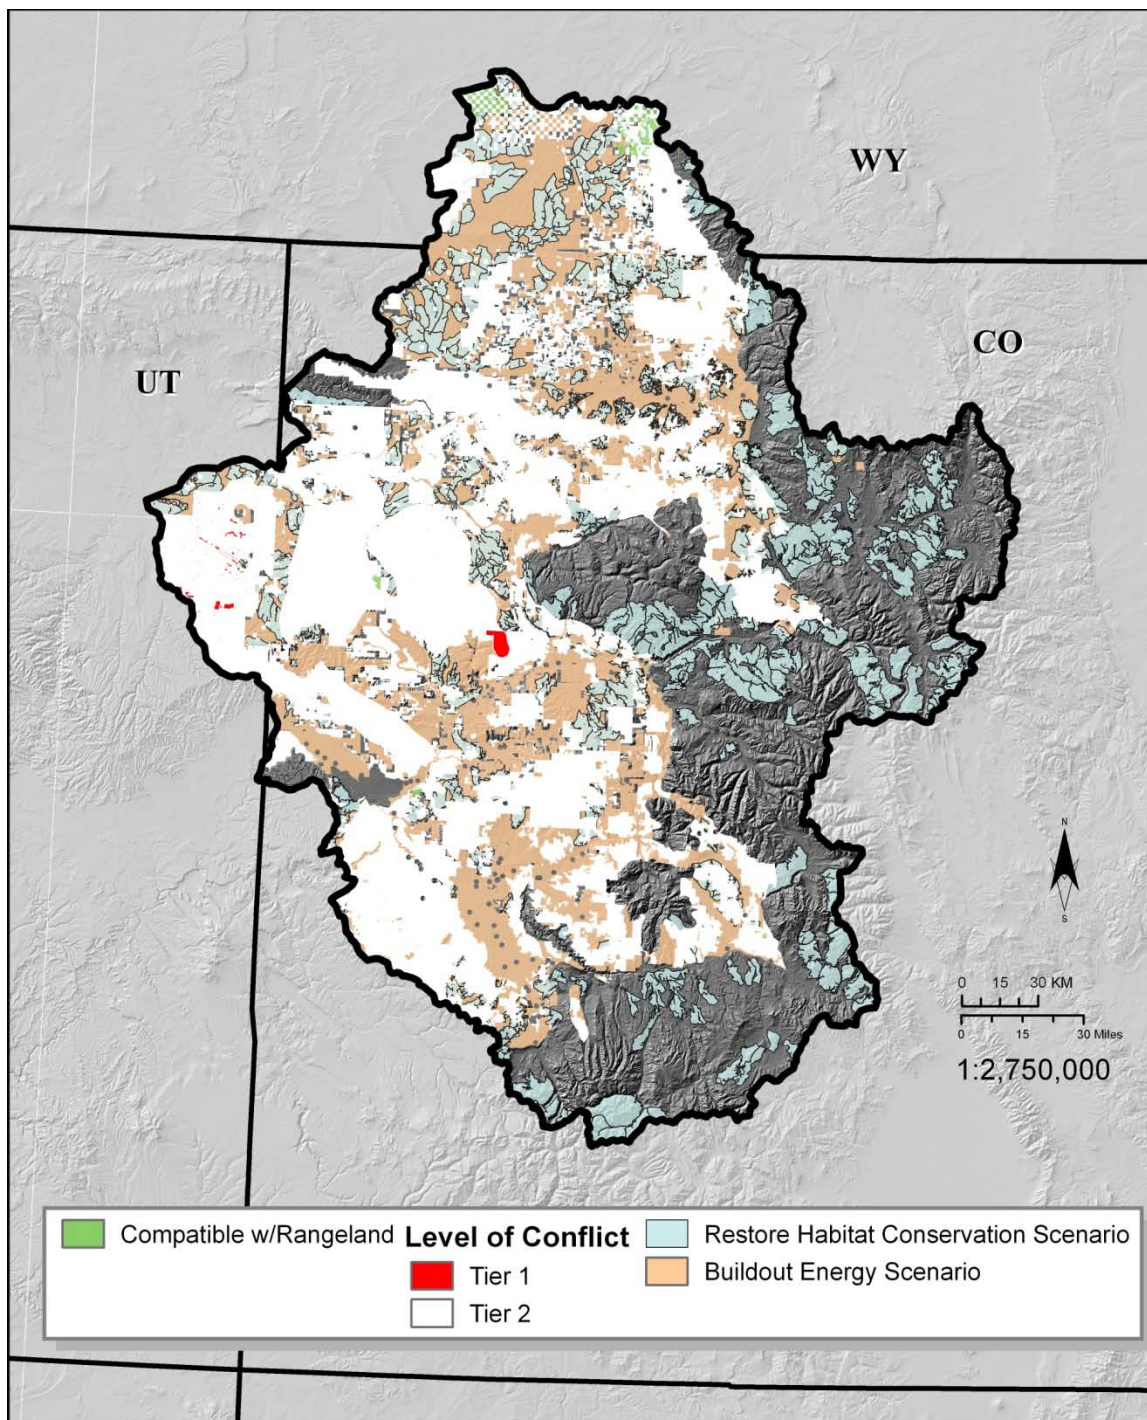 WY
CO
UT
N
S
0 15 30 KM
0 15 30 Miles
1:2,750,000
Compatible w/Rangeland
Level of Conflict
Tier 1
Tier 2
Restore Habitat Conservation Scenario
Buildout Energy Scenario